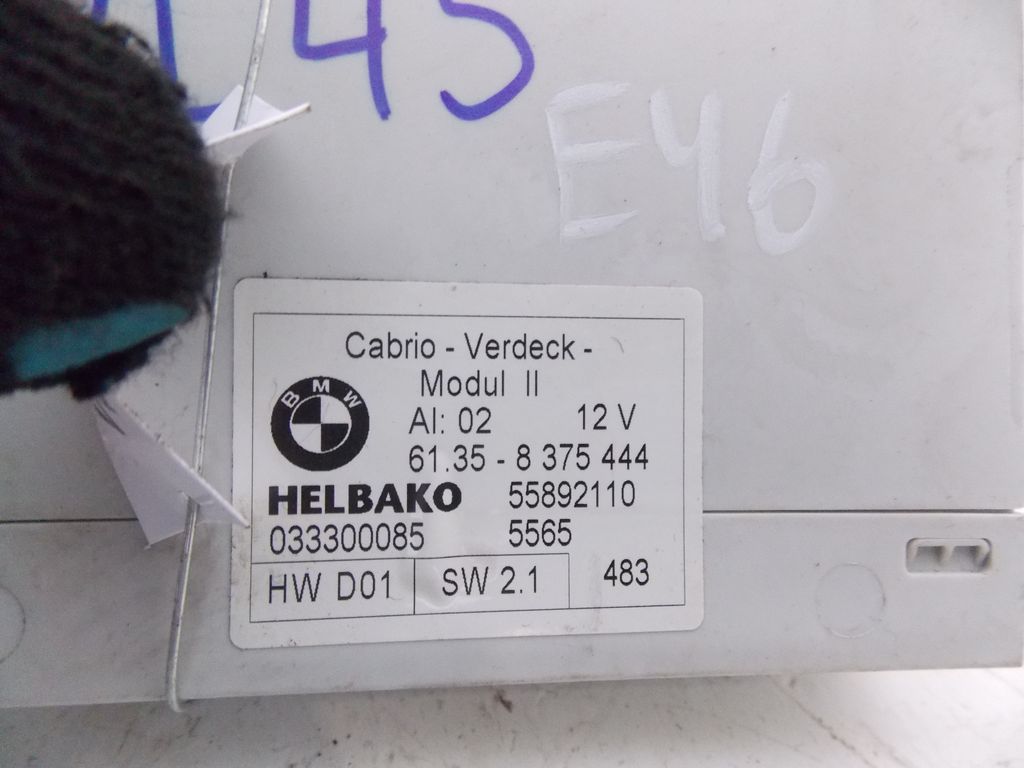 45
E46
Cabrio - Verdeck -
Modul II
BMW
AI: 02 12 V
61.35 - 8 375 444
HELBAKO 55892110
033300085 5565
HW D01 SW 2.1 483